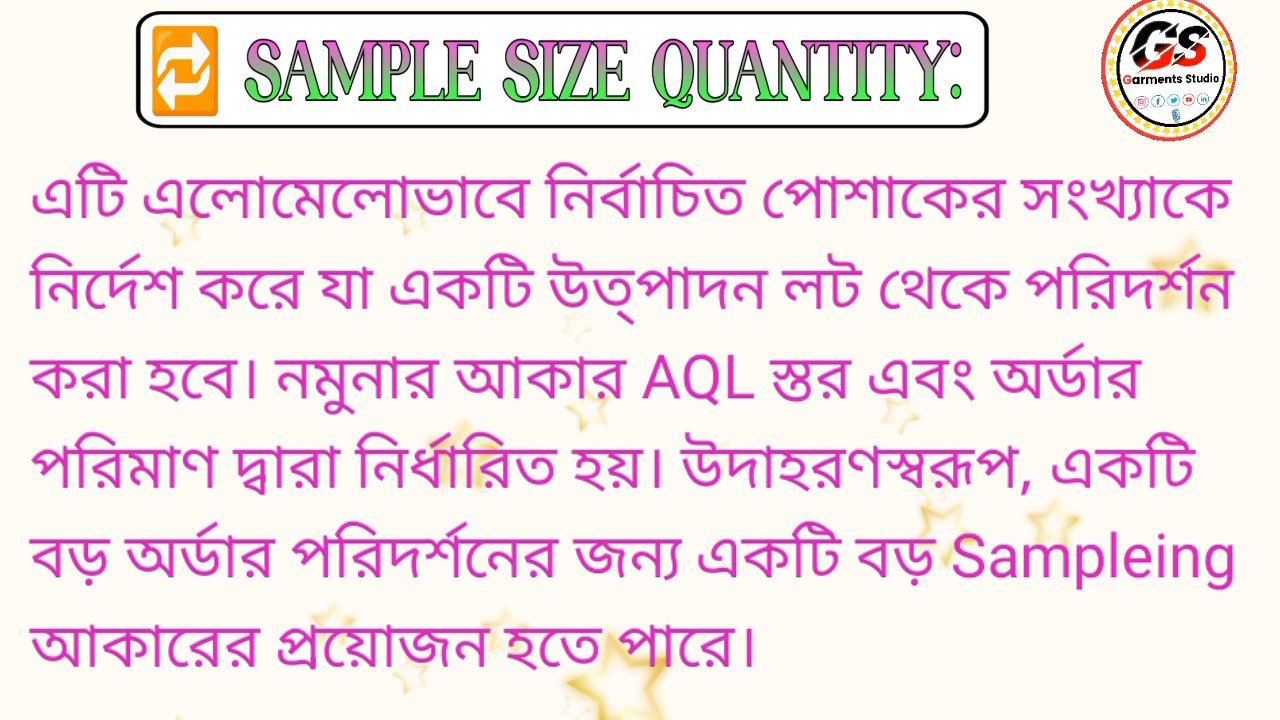 SAMPLE SIZE QUANTITY:
GS
Garments Studio
এটি এলোমেলোভাবে নির্বাচিত পোশাকের সংখ্যাকে
নির্দেশ করে যা একটি উত্পাদন লট থেকে পরিদর্শন
করা হবে। নমুনার আকার AQL স্তর এবং অর্ডার
পরিমাণ দ্বারা নির্ধারিত হয়। উদাহরণস্বরূপ, একটি
বড় অর্ডার পরিদর্শনের জন্য একটি বড় Sampleing
আকারের প্রয়োজন হতে পারে।